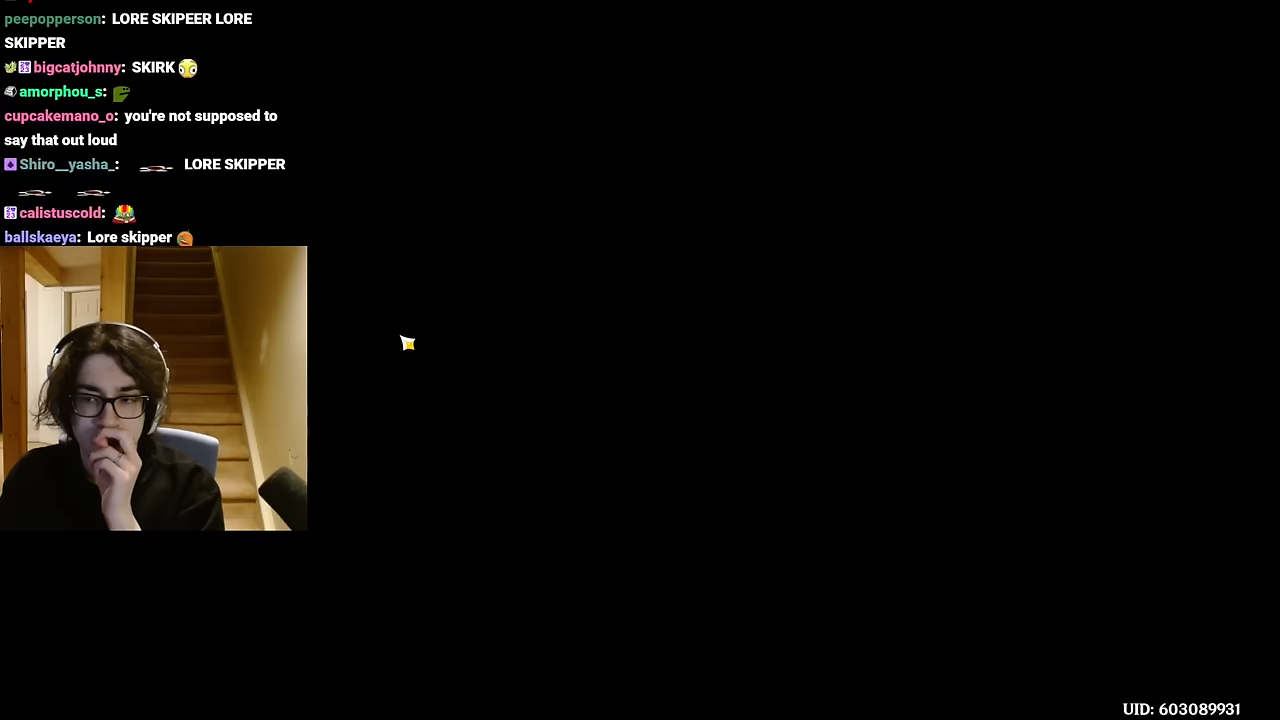 peepopperson: LORE SKIPEER LORE
SKIPPER
bigcatjohnny: SKIRK
amorphou_s:
cupcakemano_o: you're not supposed to
say that out loud
Shiro__yasha_: LORE SKIPPER
calistuscold:
ballskaeya: Lore skipper
UID: 603089931